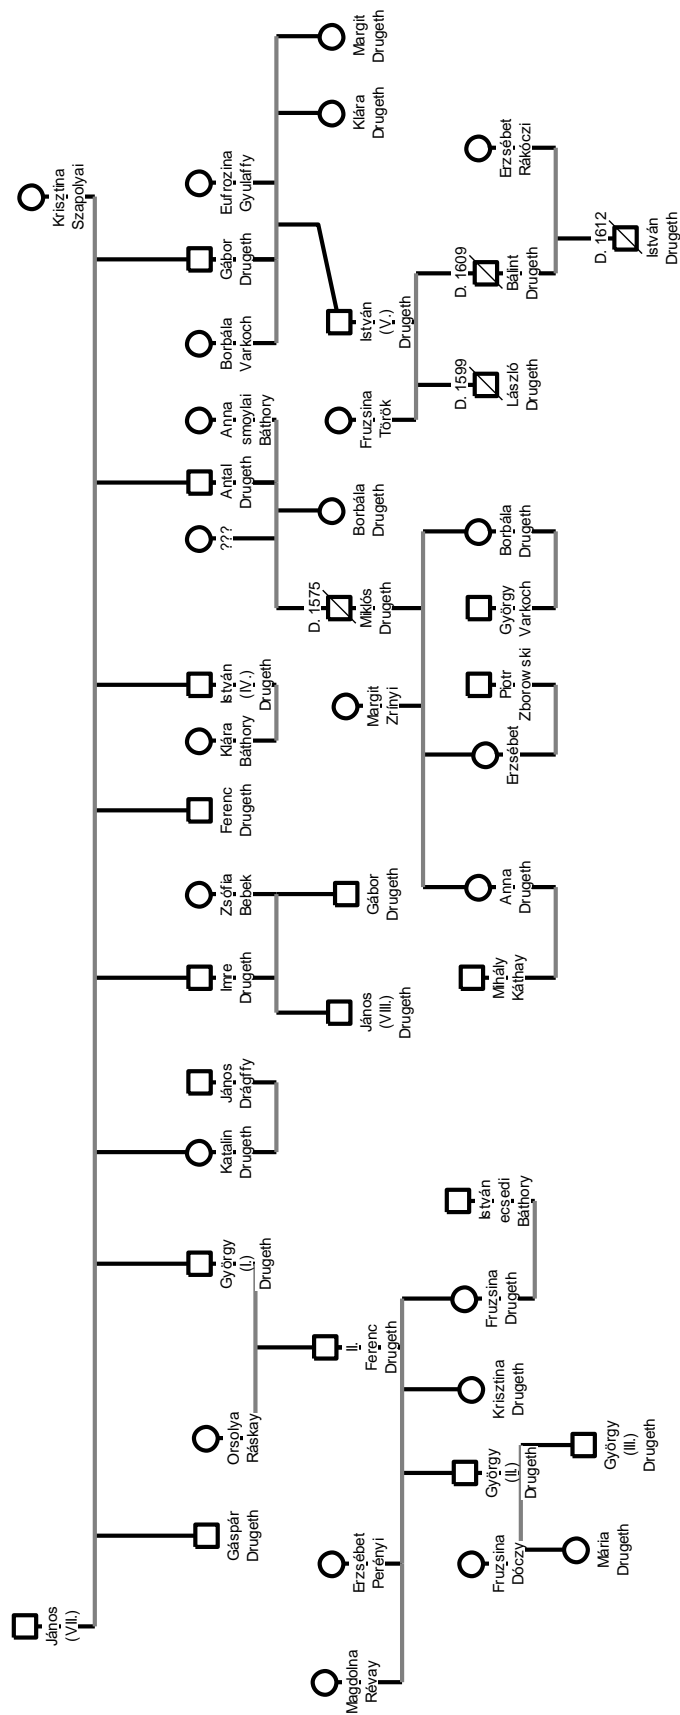 János
(VII.)
Krisztina
Szapolyai
Gáspár
Drugeth
Orsolya
Ráskay
György
(I.)
Drugeth
Katalin
Drugeth
János
Drágffy
Imre
Drugeth
Zsófia
Bebek
Ferenc
Drugeth
Klára
Báthory
István
(IV.)
Drugeth
???
Antal
Drugeth
Anna
smoylai
Báthory
Borbála
Varkoch
Gábor
Drugeth
Eufrozina
Gyulaffy
Magdolna
Révay
Erzsébet
Perényi
II.
Ferenc
Drugeth
János
(VIII.)
Drugeth
Gábor
Drugeth
Margit
Zrínyi
D. 1575
Miklós
Drugeth
Borbála
Drugeth
Fruzsina
Török
István
(V.)
Drugeth
Klára
Drugeth
Margit
Drugeth
Fruzsina
Dóczy
György
(II.)
Drugeth
Krisztina
Drugeth
Fruzsina
Drugeth
István
ecsedi
Báthory
Mihály
Káthay
Anna
Drugeth
Erzsébet
Piotr
Zborowski
György
Varkoch
Borbála
Drugeth
D. 1599
László
Drugeth
D. 1609
Bálint
Drugeth
Erzsébet
Rákóczi
Mária
Drugeth
György
(III.)
Drugeth
D. 1612
István
Drugeth